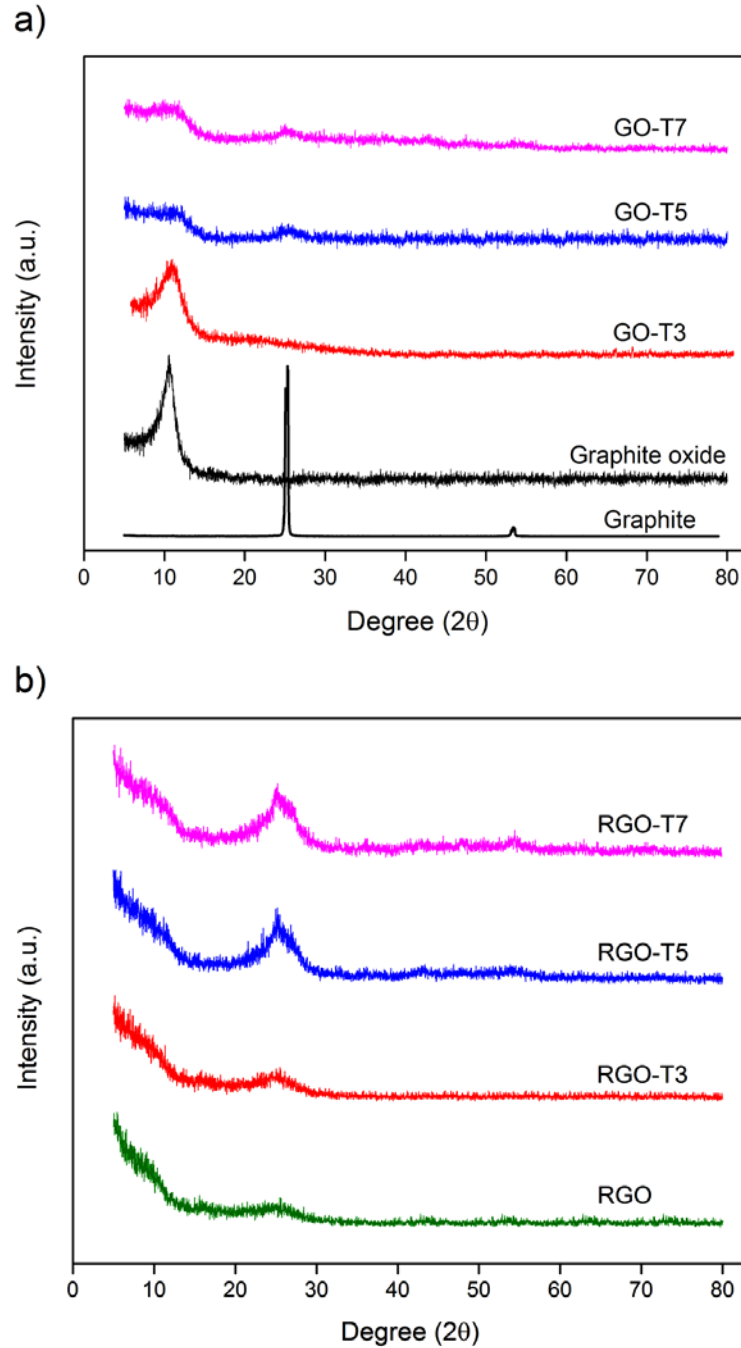 a)
GO-T7
GO-T5
GO-T3
Graphite oxide
Graphite
Intensity (a.u.)
0 10 20 30 40 50 60 70 80
Degree (2θ)
b)
RGO-T7
RGO-T5
RGO-T3
RGO
Intensity (a.u.)
0 10 20 30 40 50 60 70 80
Degree (2θ)